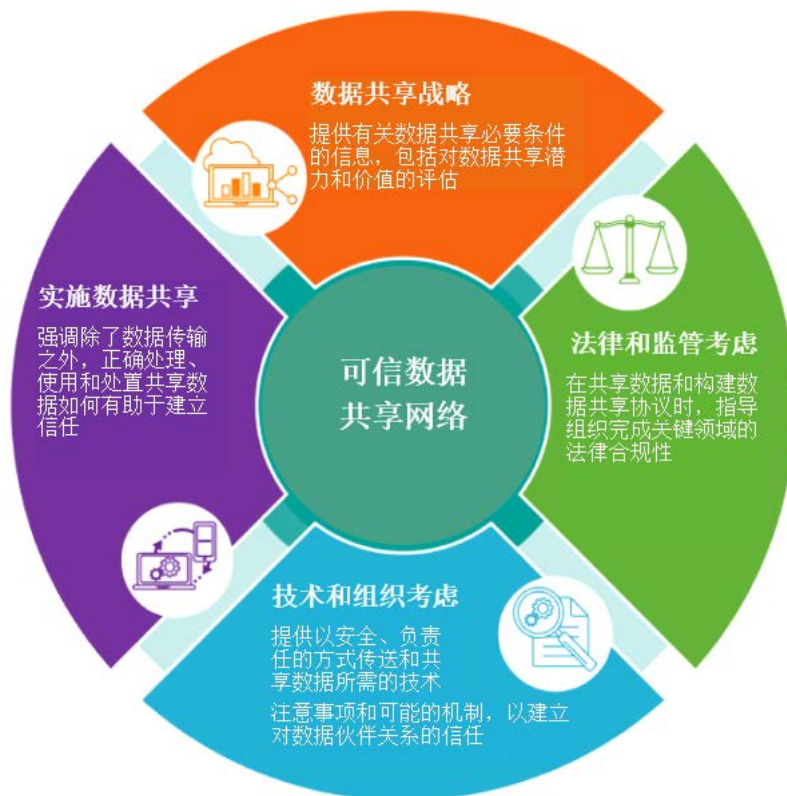 数据共享战略
提供有关数据共享必要条件
的信息，包括对数据共享潜
力和价值的评估
实施数据共享
强调除了数据传输
之外，正确处理、
使用和处置共享数
据如何有助于建立
信任
可信数据
共享网络
法律和监管考虑
在共享数据和构建数
据共享协议时，指导
组织完成关键领域的
法律合规性
技术和组织考虑
提供以安全、负责
任的方式传送和共
享数据所需的技术
注意事项和可能的机制，以建立
对数据伙伴关系的信任